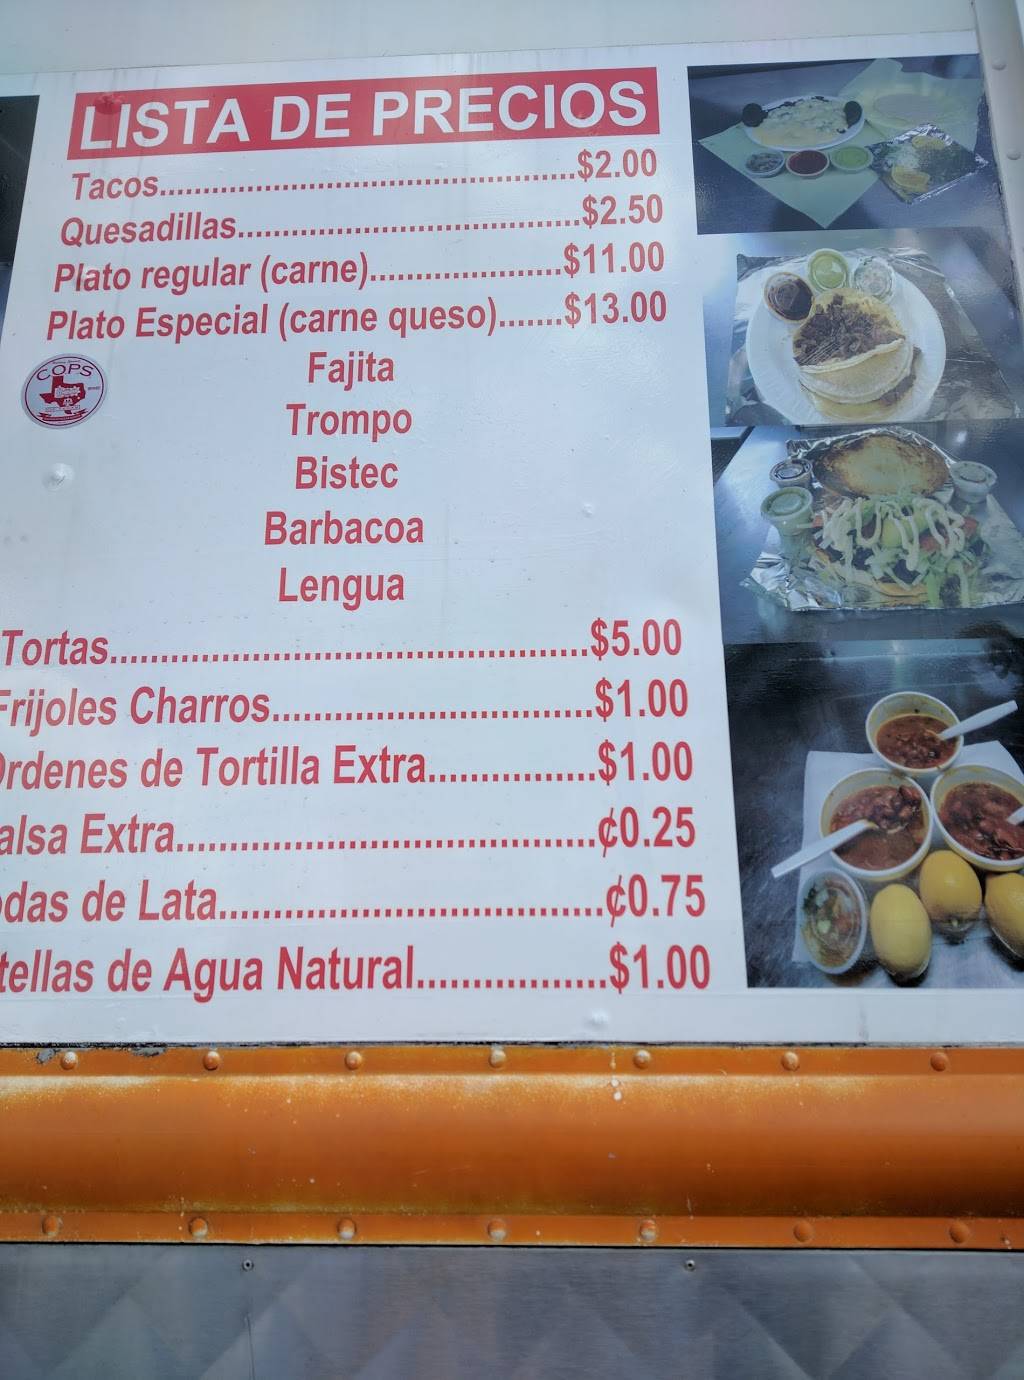 LISTA DE PRECIOS
Tacos................................................$2.00
Quesadillas........................................$2.50
Plato regular (carne)......................$11.00
Plato Especial (carne queso).......$13.00
COPS
Fajita
Trompo
Bistec
Barbacoa
Lengua
Tortas................................................$5.00
Frijoles Charros................................$1.00
Ordenes de Tortilla Extra................$1.00
alsa Extra.........................................¢0.25
odas de Lata.....................................¢0.75
tellas de Agua Natural..................$1.00